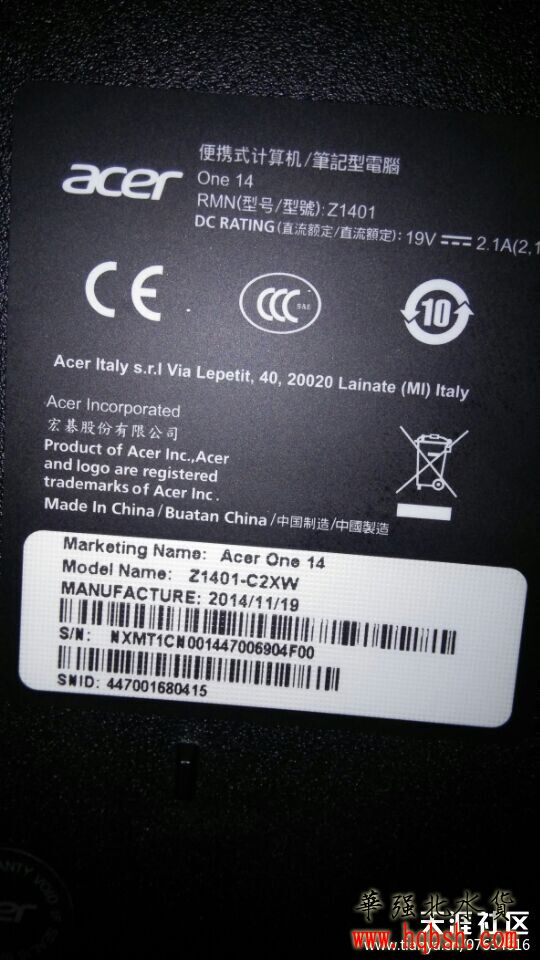 acer
便携式计算机/筆記型電腦
One 14
RMN(型号/型號): Z1401
DC RATING(直流额定/直流額定): 19V 2.1A(2,1
CE
CCC S&E
10
Acer Italy s.r.l Via Lepetit, 40, 20020 Lainate (MI) Italy
Acer Incorporated
宏碁股份有限公司
Product of Acer Inc.,Acer
and logo are registered
trademarks of Acer Inc .
Made In China/Buatan China/中国制造/中國製造
Marketing Name: Acer One 14
Model Name: Z1401-C2XW
MANUFACTURE: 2014/11/19
S/N: NXMT1CN001447006904F00
SNID: 447001680415
華强北水貨
天涯社区
www.hqbsh.com